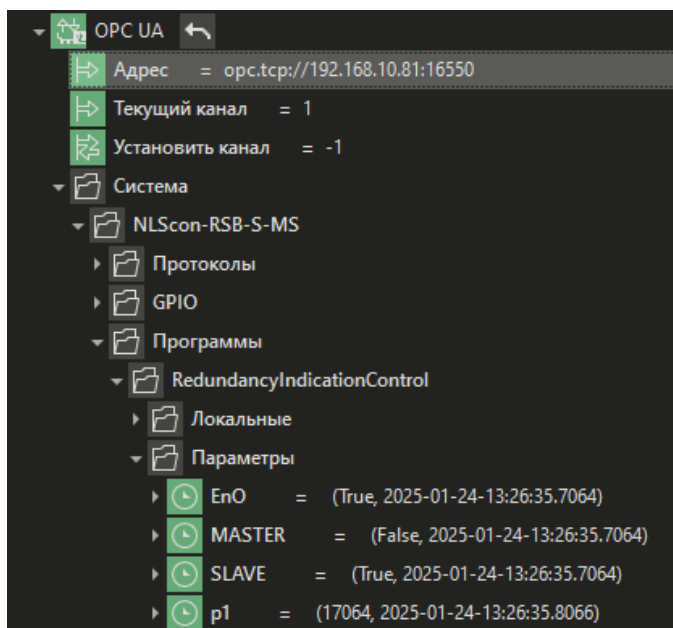 OPC UA
Адрес = opc.tcp://192.168.10.81:16550
Текущий канал = 1
Установить канал = -1
Система
NLScon-RSB-S-MS
Протоколы
GPIO
Программы
RedundancyIndicationControl
Локальные
Параметры
EnO = (True, 2025-01-24-13:26:35.7064)
MASTER = (False, 2025-01-24-13:26:35.7064)
SLAVE = (True, 2025-01-24-13:26:35.7064)
p1 = (17064, 2025-01-24-13:26:35.8066)